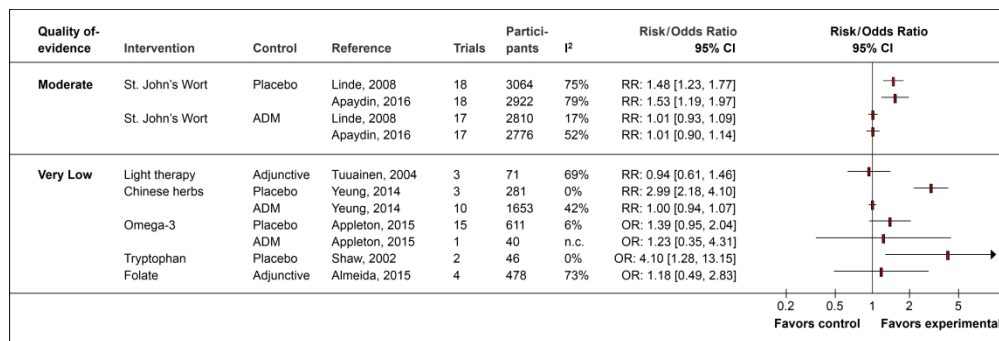 Quality of- evidence Intervention Control Reference Trials Partici- pants I² Risk/Odds Ratio 95% CI Risk/Odds Ratio 95% CI
Moderate St. John's Wort Placebo Linde, 2008 18 3064 75% RR: 1.48 [1.23, 1.77]
Apaydin, 2016 18 2922 79% RR: 1.53 [1.19, 1.97]
St. John's Wort ADM Linde, 2008 17 2810 17% RR: 1.01 [0.93, 1.09]
Apaydin, 2016 17 2776 52% RR: 1.01 [0.90, 1.14]
Very Low Light therapy Adjunctive Tuuainen, 2004 3 71 69% RR: 0.94 [0.61, 1.46]
Chinese herbs Placebo Yeung, 2014 3 281 0% RR: 2.99 [2.18, 4.10]
ADM Yeung, 2014 10 1653 42% RR: 1.00 [0.94, 1.07]
Omega-3 Placebo Appleton, 2015 15 611 6% OR: 1.39 [0.95, 2.04]
ADM Appleton, 2015 1 40 n.c. OR: 1.23 [0.35, 4.31]
Tryptophan Placebo Shaw, 2002 2 46 0% OR: 4.10 [1.28, 13.15]
Folate Adjunctive Almeida, 2015 4 478 73% OR: 1.18 [0.49, 2.83]
0.2 0.5 1 2 5
Favors control Favors experimental